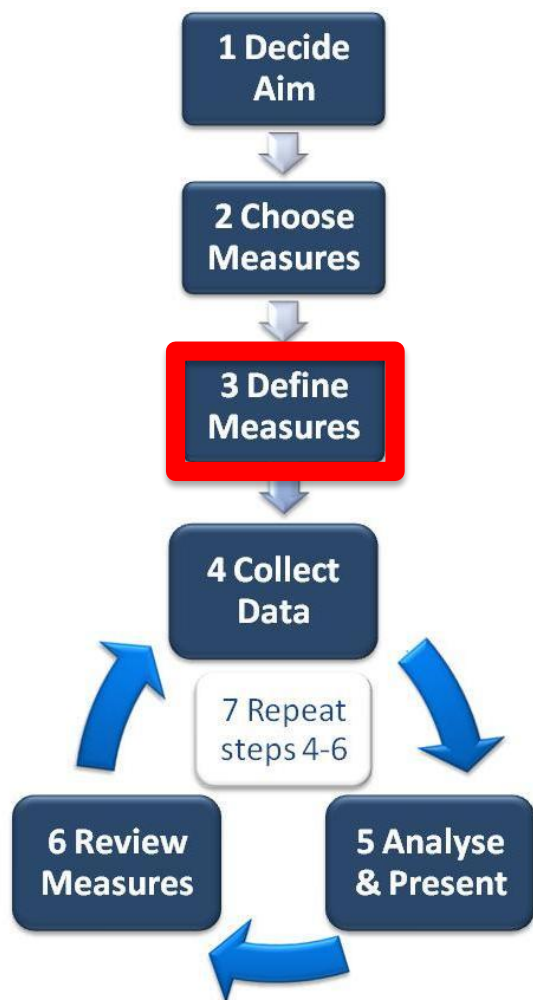 1 Decide
Aim
2 Choose
Measures
3 Define
Measures
4 Collect
Data
7 Repeat
steps 4-6
6 Review
Measures
5 Analyse
& Present